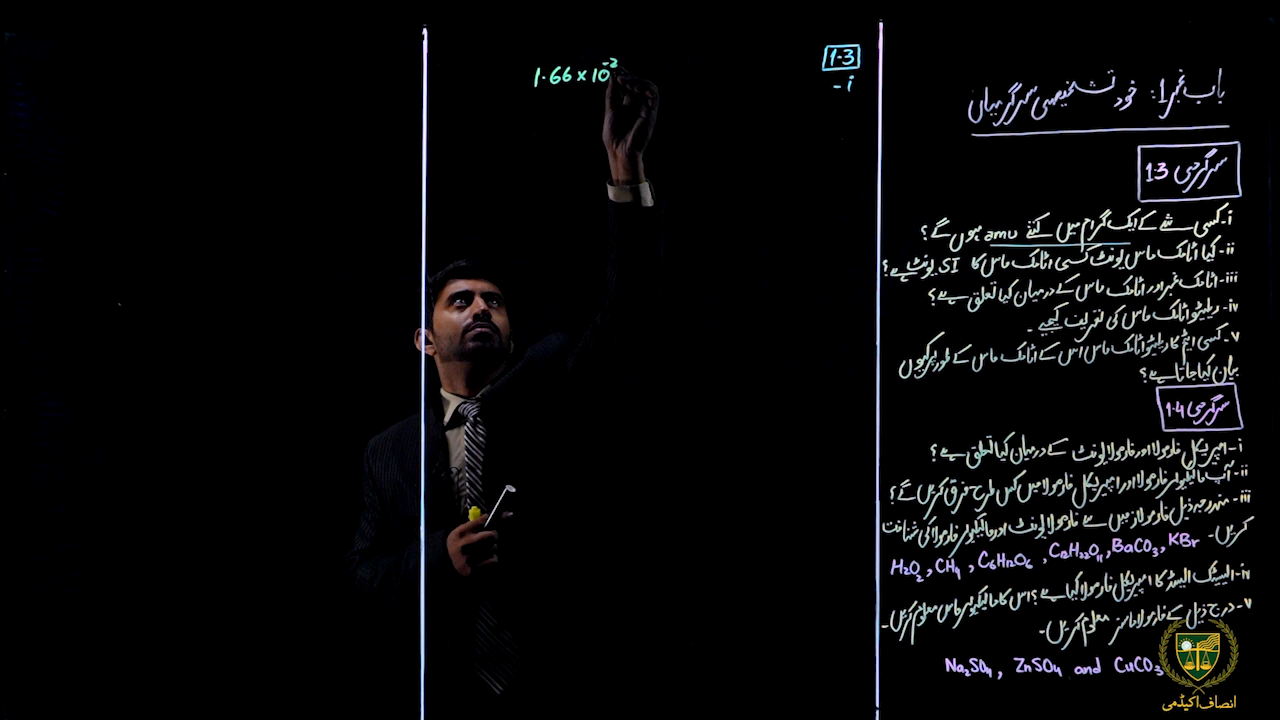 باب نمبر 1: خود تشخیصی سرگرمیاں
سرگرمی 1.3
i- کسی شے کے ایک گرام میں کتنے amu ہوں گے؟
ii- کیا اٹامک ماس یونٹ کسی اٹامک ماس کا SI یونٹ ہے؟
iii- اٹامک نمبر اور اٹامک ماس کے درمیان کیا تعلق ہے؟
iv- ریلیٹو اٹامک ماس کی تعریف کیجیے۔
v- کسی ایٹم کا ریلیٹو اٹامک ماس اس کے اٹامک ماس کے طور پر کیوں
بیان کیا جاتا ہے؟
سرگرمی 1.4
i- امپیریکل فارمولا اور فارمولا یونٹ کے درمیان کیا تعلق ہے؟
ii- آپ مالیکیولر فارمولا اور امپیریکل فارمولا میں کس طرح فرق کریں گے؟
iii- مندرجہ ذیل فارمولاز میں سے فارمولا یونٹ اور مالیکیولر فارمولا کی شناخت
کریں۔
H₂O₂, CH₄, C₆H₁₂O₆, C₁₂H₂₂O₁₁, BaCO₃, KBr
iv- ایسیٹک ایسڈ کا امپیریکل فارمولا کیا ہے؟ اس کا مالیکیولر ماس معلوم کریں۔
v- درج ذیل کے فارمولا ماسز معلوم کریں۔
Na₂SO₄, ZnSO₄ and CuCO₃
1.3
-i
1.66 × 10⁻²
انصاف اکیڈمی